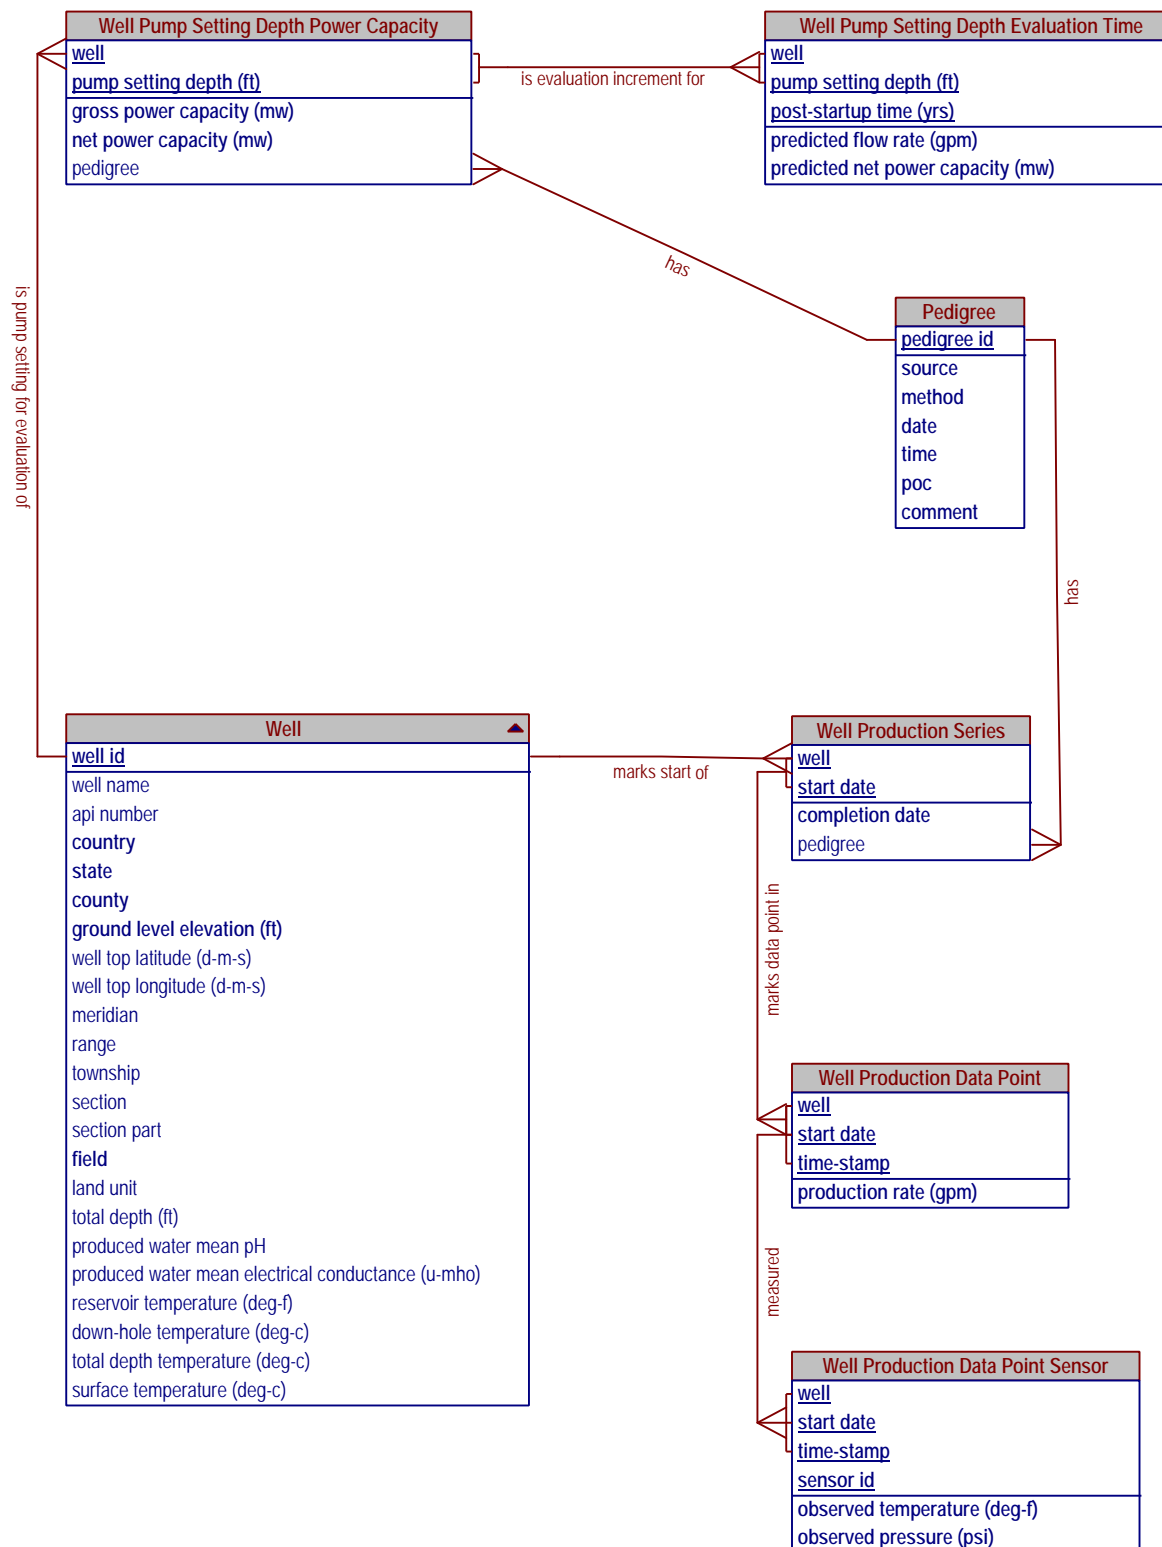 Well Pump Setting Depth Power Capacity
well
pump setting depth (ft)
gross power capacity (mw)
net power capacity (mw)
pedigree
is evaluation increment for
Well Pump Setting Depth Evaluation Time
well
pump setting depth (ft)
post-startup time (yrs)
predicted flow rate (gpm)
predicted net power capacity (mw)
has
is pump setting for evaluation of
Pedigree
pedigree id
source
method
date
time
poc
comment
has
Well
well id
well name
api number
country
state
county
ground level elevation (ft)
well top latitude (d-m-s)
well top longitude (d-m-s)
meridian
range
township
section
section part
field
land unit
total depth (ft)
produced water mean pH
produced water mean electrical conductance (u-mho)
reservoir temperature (deg-f)
down-hole temperature (deg-c)
total depth temperature (deg-c)
surface temperature (deg-c)
marks start of
Well Production Series
well
start date
completion date
pedigree
marks data point in
Well Production Data Point
well
start date
time-stamp
production rate (gpm)
measured
Well Production Data Point Sensor
well
start date
time-stamp
sensor id
observed temperature (deg-f)
observed pressure (psi)